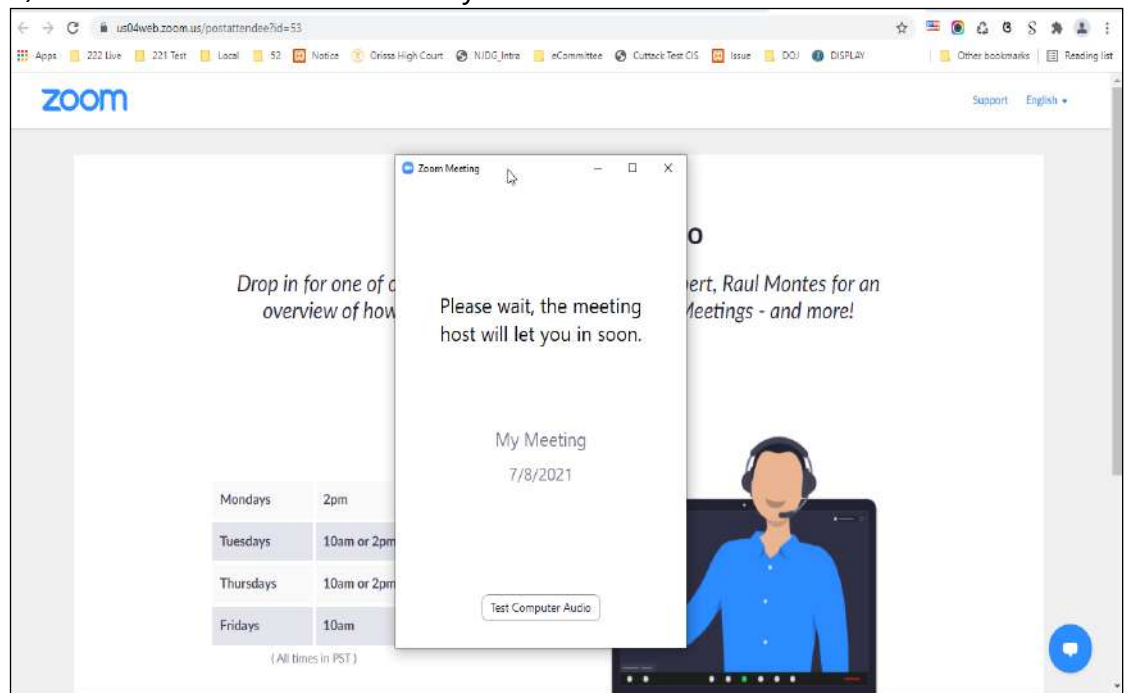 us04web.zoom.us/postattendee?id=53
Apps 222 Live 221 Test Local 52 Notice Orissa High Court NJDG_Intra eCommittee Cuttack Test CIS Issue DOJ DISPLAY Other bookmarks Reading list
zoom
Support English
Zoom Meeting
o
Drop in for one of
ert, Raul Montes for an
overview of how
Meetings - and more!
Please wait, the meeting
host will let you in soon.
My Meeting
7/8/2021
Mondays 2pm
Tuesdays 10am or 2pm
Thursdays 10am or 2pm
Fridays 10am
( All times in PST )
Test Computer Audio